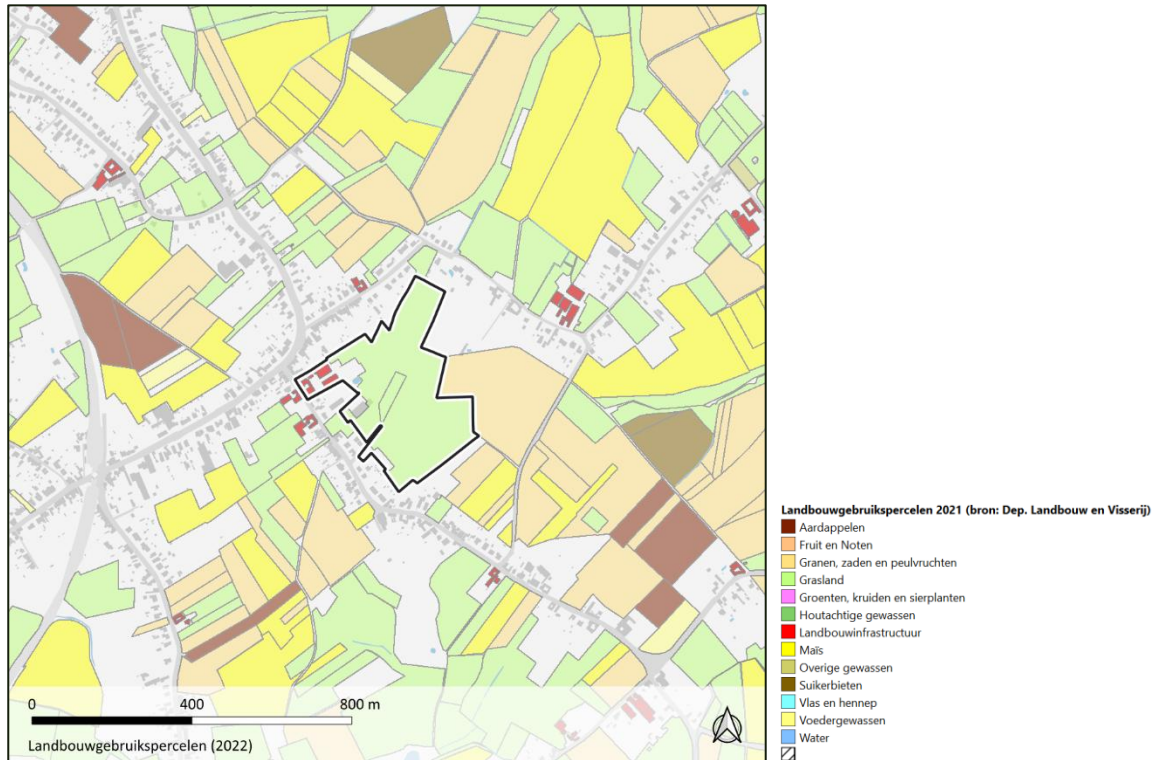 0 400 800 m
Landbouwgebruikspercelen (2022)
Landbouwgebruikspercelen 2021 (bron: Dep. Landbouw en Visserij)
Aardappelen
Fruit en Noten
Granen, zaden en peulvruchten
Grasland
Groenten, kruiden en sierplanten
Houtachtige gewassen
Landbouwinfrastructuur
Maïs
Overige gewassen
Suikerbieten
Vlas en hennep
Voedergewassen
Water